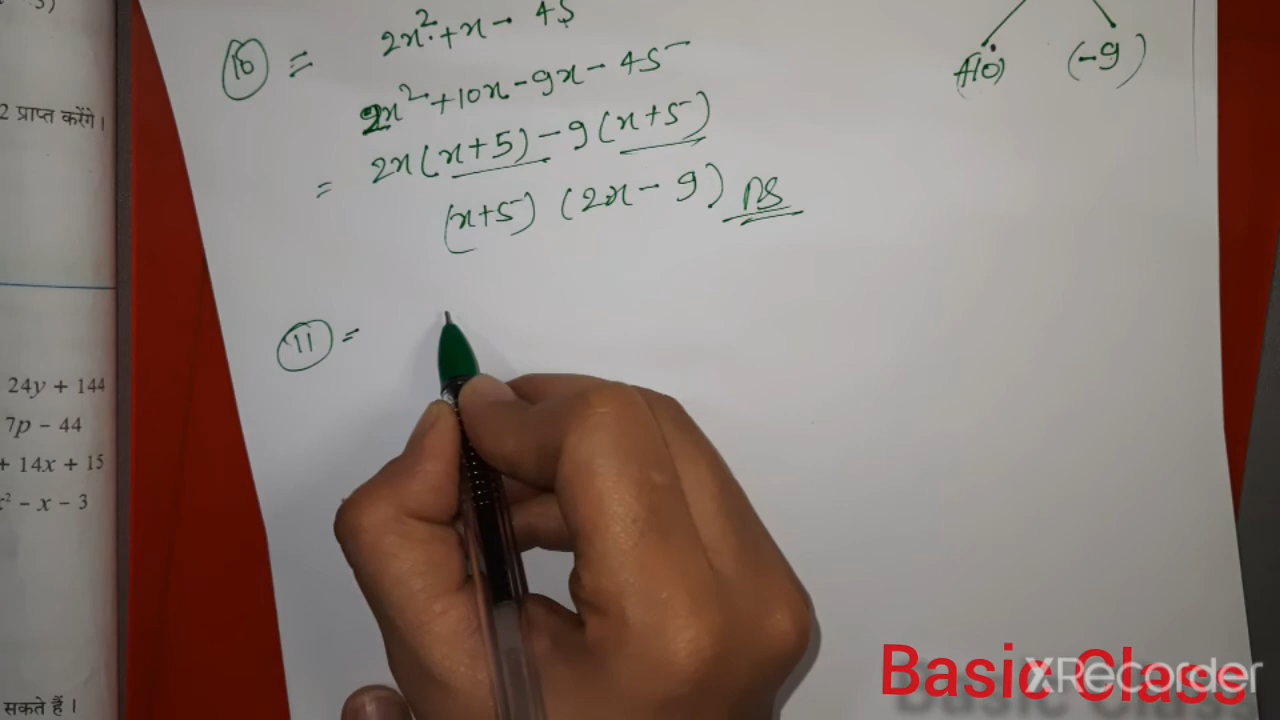 (10) = 2x² + x - 45
2x² + 10x - 9x - 45
= 2x(x+5) - 9(x+5)
(x+5) (2x - 9)
(+10) (-9)
(11) =
2 प्राप्त करेंगे।
24y + 144
7p - 44
+ 14x + 15
² - x - 3
सकते हैं।
Basic Class
XRecorder